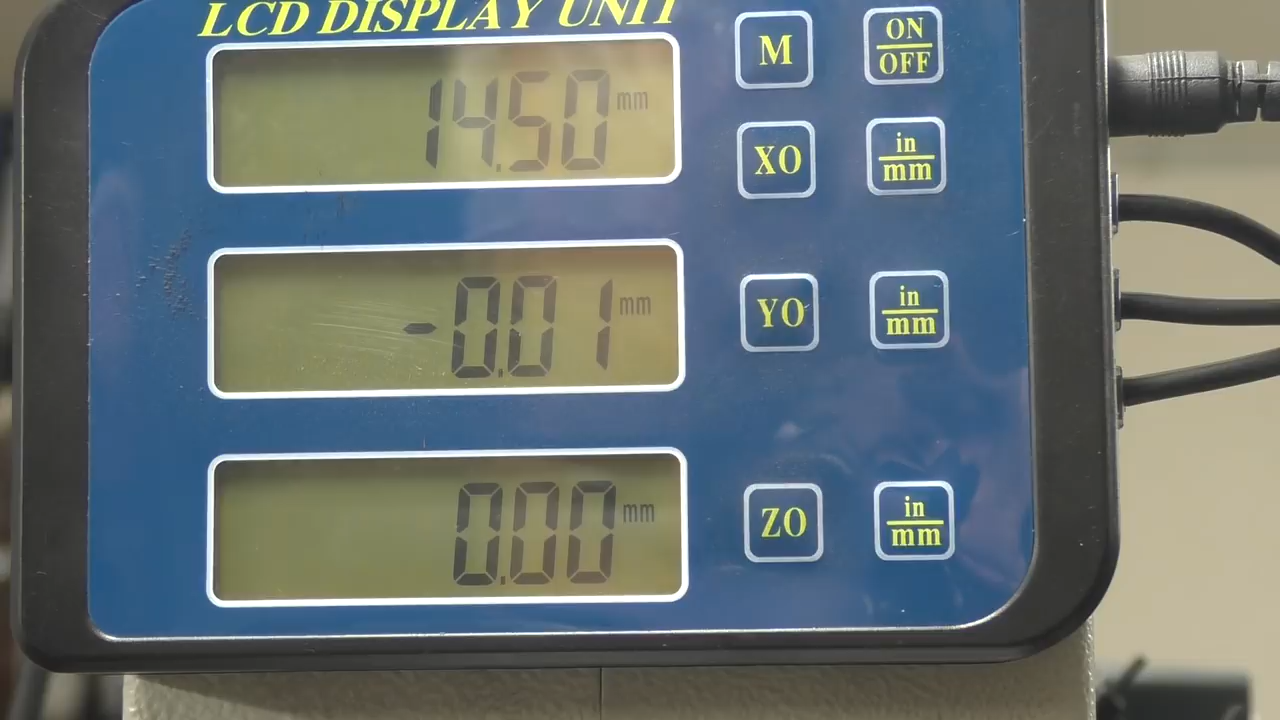 LCD DISPLAY UNIT
14.50 mm
M
ON
OFF
XO
in
mm
-0.01 mm
YO
in
mm
0.00 mm
ZO
in
mm